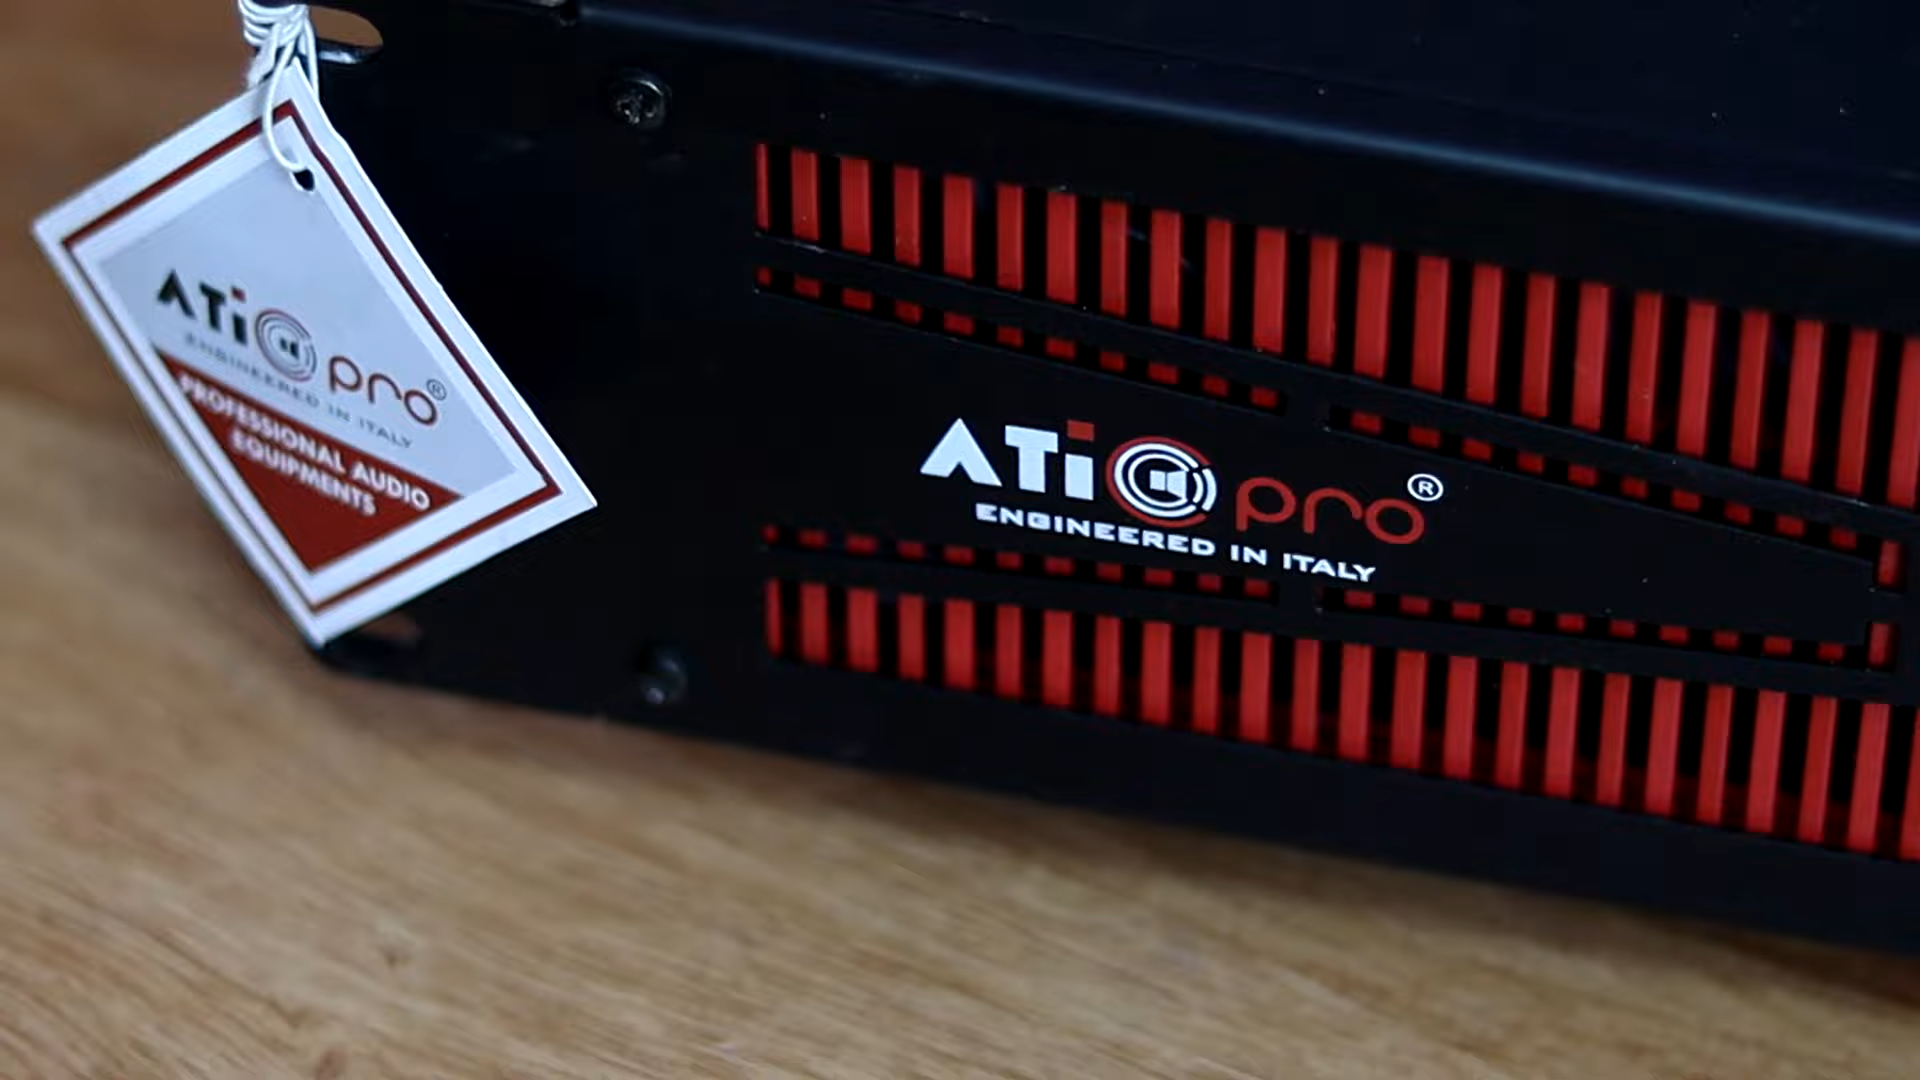 ATi pro®
ENGINEERED IN ITALY
PROFESSIONAL AUDIO
EQUIPMENTS
ATi pro®
ENGINEERED IN ITALY